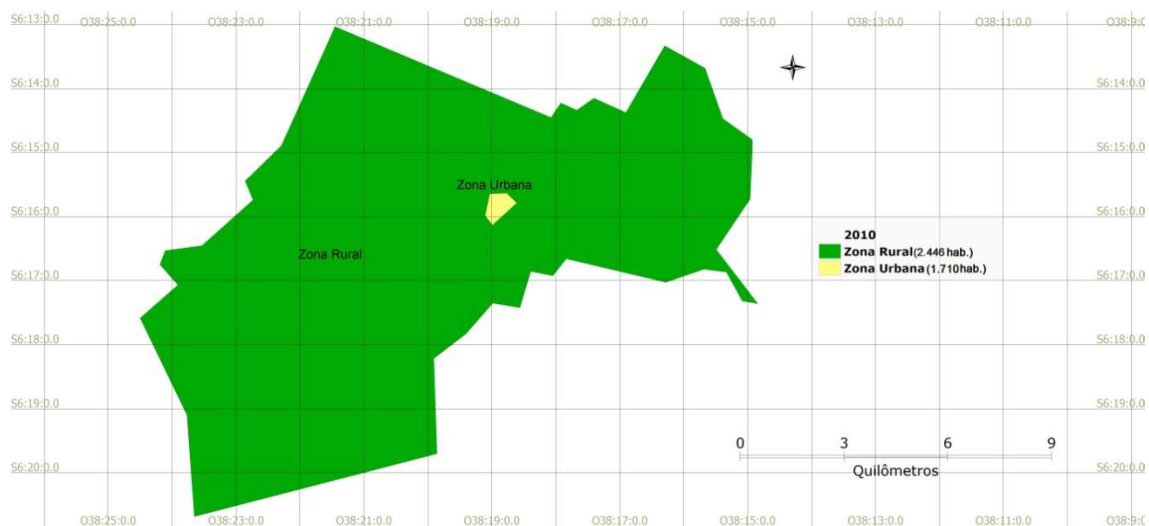 O38:25:0.0 O38:23:0.0 O38:21:0.0 O38:19:0.0 O38:17:0.0 O38:15:0.0 O38:13:0.0 O38:11:0.0 O38:9:0
S6:13:0.0
S6:14:0.0 S6:14:0.0
S6:15:0.0 S6:15:0.0
Zona Urbana
S6:16:0.0 S6:16:0.0
2010
Zona Rural (2.446 hab.)
Zona Rural
Zona Urbana (1.710 hab.)
S6:17:0.0 S6:17:0.0
S6:18:0.0 S6:18:0.0
S6:19:0.0 S6:19:0.0
0 3 6 9
Quilômetros
S6:20:0.0 S6:20:0.0
O38:25:0.0 O38:23:0.0 O38:21:0.0 O38:19:0.0 O38:17:0.0 O38:15:0.0 O38:13:0.0 O38:11:0.0 O38:9:0